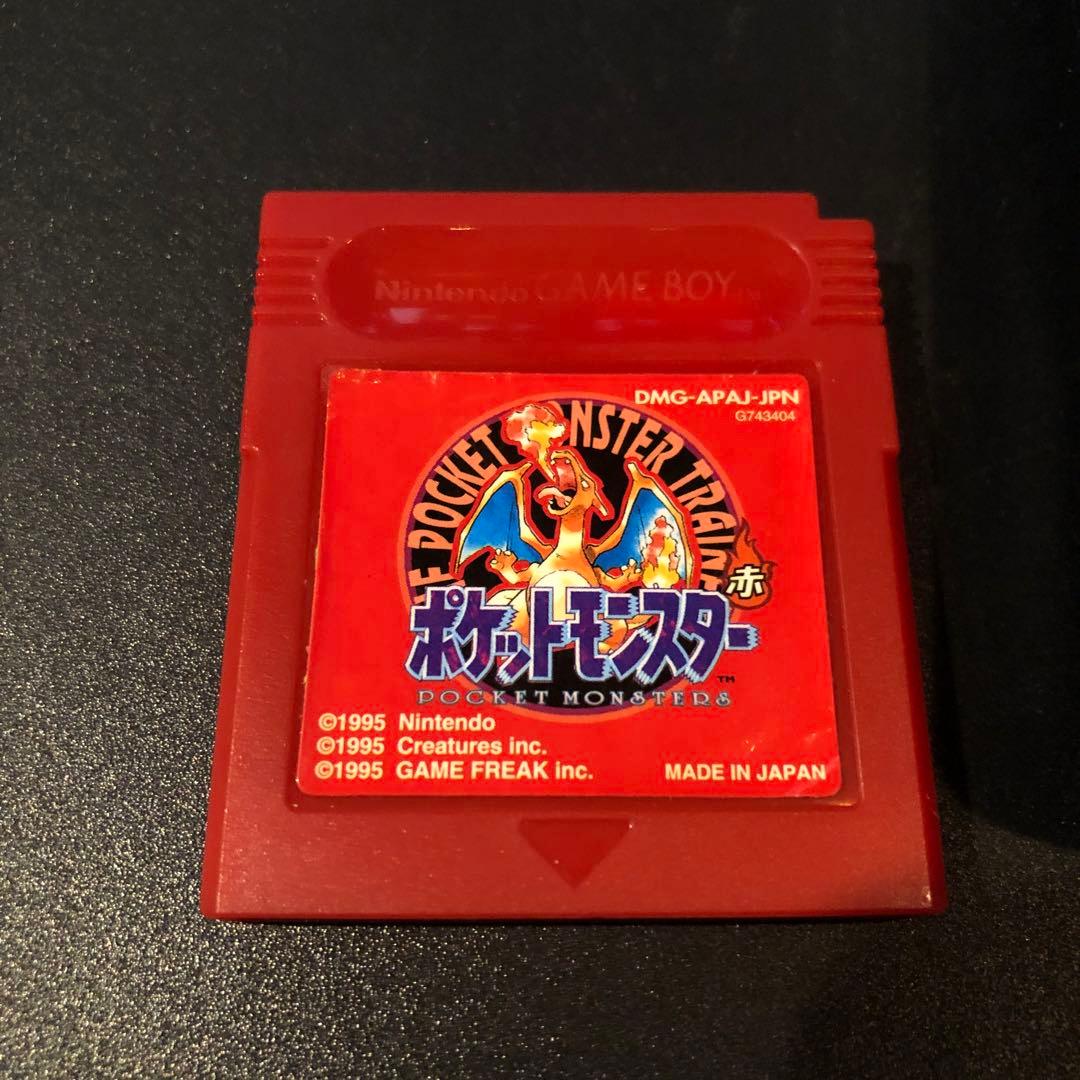 Nintendo GAME BOY TM
DMG-APAJ-JPN
G743404
POCKET MONSTER
赤
ポケットモンスター
TM
POCKET MONSTERS
©1995 Nintendo
©1995 Creatures inc.
©1995 GAME FREAK inc.
MADE IN JAPAN